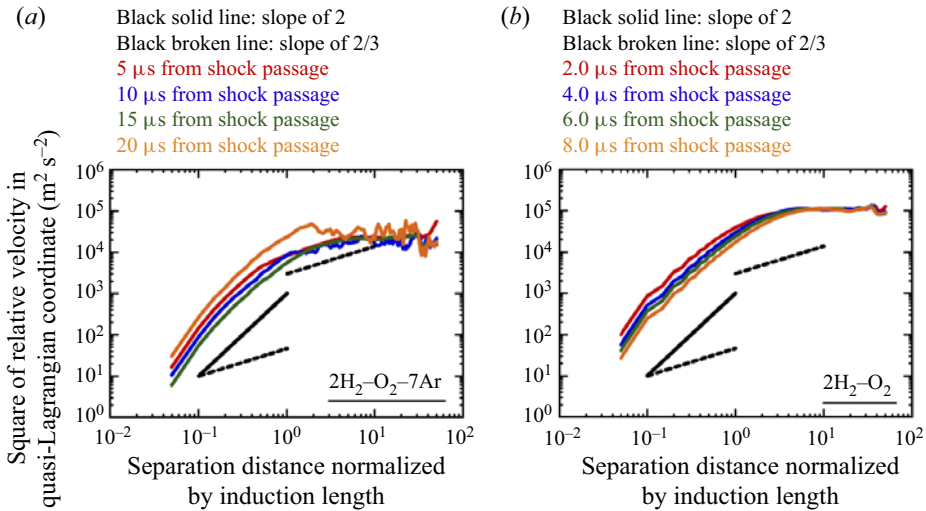 (a)
Black solid line: slope of 2
Black broken line: slope of 2/3
5 μs from shock passage
10 μs from shock passage
15 μs from shock passage
20 μs from shock passage
Square of relative velocity in
quasi-Lagrangian coordinate (m² s⁻²)
10⁶
10⁵
10⁴
10³
10²
10¹
10⁰
2H₂–O₂–7Ar
10⁻²
10⁻¹
10⁰
10¹
10²
Separation distance normalized
by induction length
(b)
Black solid line: slope of 2
Black broken line: slope of 2/3
2.0 μs from shock passage
4.0 μs from shock passage
6.0 μs from shock passage
8.0 μs from shock passage
10⁶
10⁵
10⁴
10³
10²
10¹
10⁰
2H₂–O₂
10⁻²
10⁻¹
10⁰
10¹
10²
Separation distance normalized
by induction length